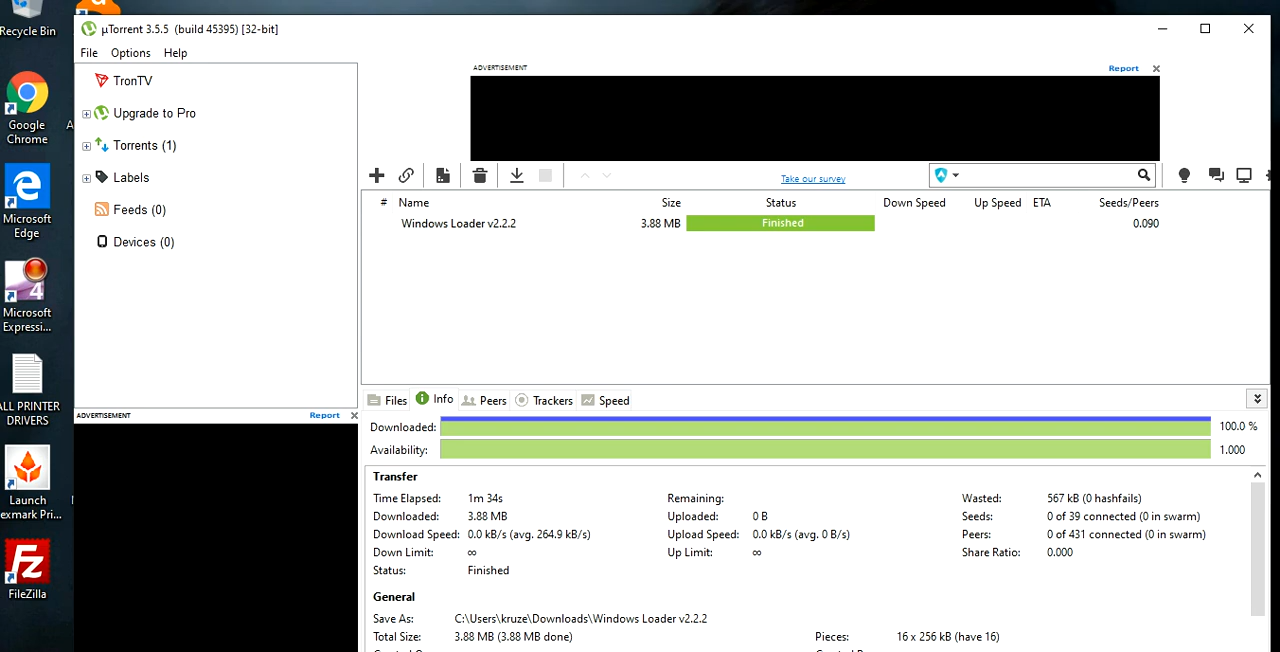 Recycle Bin
Google
Chrome
Microsoft
Edge
Microsoft
Expressi...
ALL PRINTER
DRIVERS
Launch
exmark Pri...
FileZilla
µTorrent 3.5.5 (build 45395) [32-bit]
File Options Help
TronTV
Upgrade to Pro
Torrents (1)
Labels
Feeds (0)
Devices (0)
ADVERTISEMENT Report
ADVERTISEMENT Report
Take our survey
# Name Size Status Down Speed Up Speed ETA Seeds/Peers
Windows Loader v2.2.2 3.88 MB Finished 0.090
Files Info Peers Trackers Speed
Downloaded: 100.0 %
Availability: 1.000
Transfer
Time Elapsed: 1m 34s Remaining: Wasted: 567 kB (0 hashfails)
Downloaded: 3.88 MB Uploaded: 0 B Seeds: 0 of 39 connected (0 in swarm)
Download Speed: 0.0 kB/s (avg. 264.9 kB/s) Upload Speed: 0.0 kB/s (avg. 0 B/s) Peers: 0 of 431 connected (0 in swarm)
Down Limit: ∞ Up Limit: ∞ Share Ratio: 0.000
Status: Finished
General
Save As: C:\Users\kruze\Downloads\Windows Loader v2.2.2
Total Size: 3.88 MB (3.88 MB done) Pieces: 16 x 256 kB (have 16)